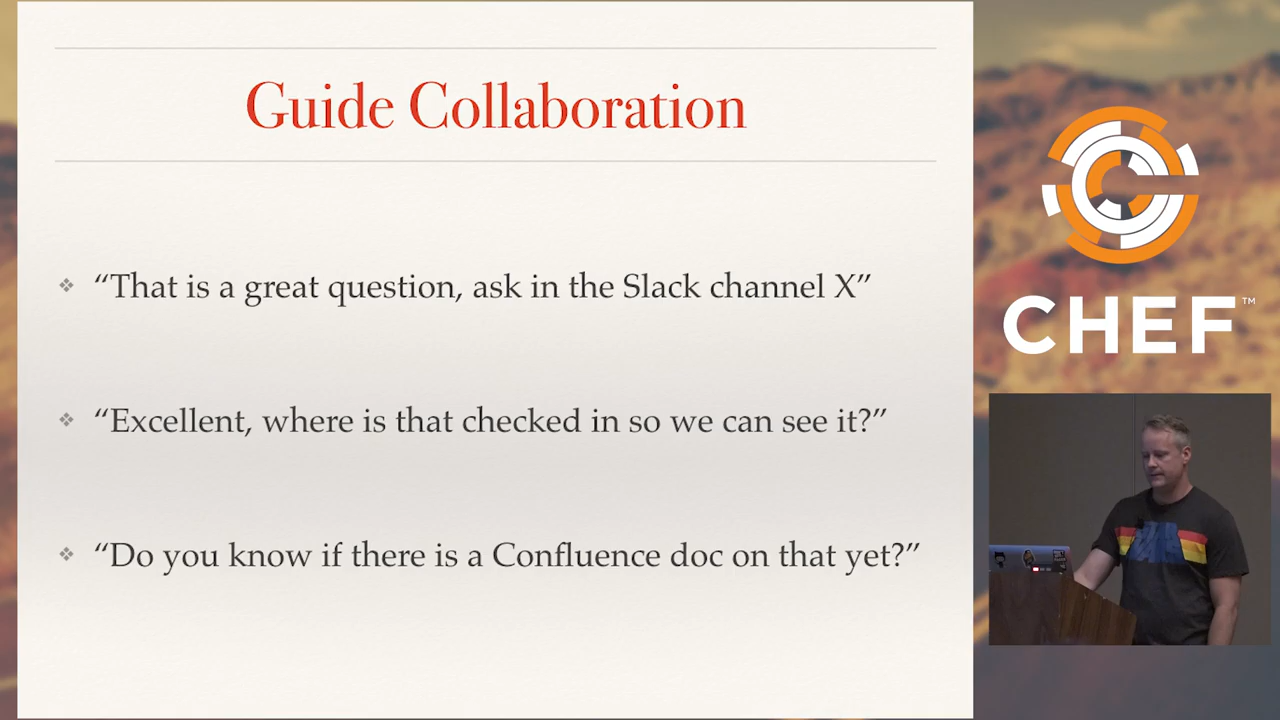 Guide Collaboration
“That is a great question, ask in the Slack channel X”
“Excellent, where is that checked in so we can see it?”
“Do you know if there is a Confluence doc on that yet?”
CHEF™